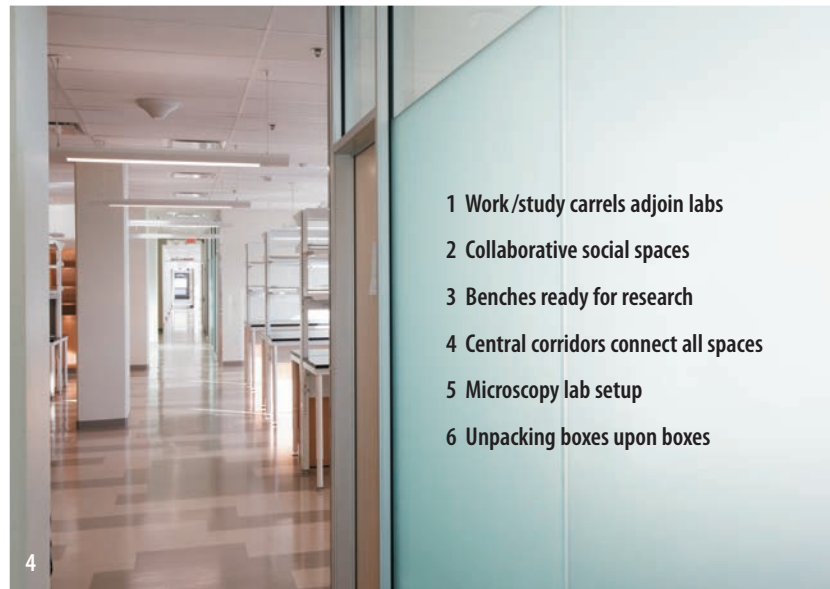 1 Work/study carrels adjoin labs
2 Collaborative social spaces
3 Benches ready for research
4 Central corridors connect all spaces
5 Microscopy lab setup
6 Unpacking boxes upon boxes
4